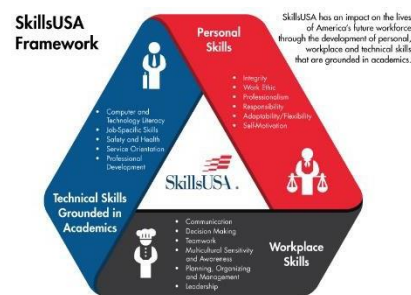 SkillsUSA
Framework
Personal
Skills
SkillsUSA has an impact on the lives
of America's future workforce
through the development of personal,
workplace and technical skills
that are grounded in academics.
• Integrity
• Work Ethic
• Professionalism
• Responsibility
• Adaptability/Flexibility
• Self-Motivation
• Computer and
Technology Literacy
• Job-Specific Skills
• Safety and Health
• Service Orientation
• Professional
Development
SkillsUSA.
Technical Skills
Grounded in
Academics
• Communication
• Decision Making
• Teamwork
• Multicultural Sensitivity
and Awareness
• Planning, Organizing
and Management
• Leadership
Workplace
Skills